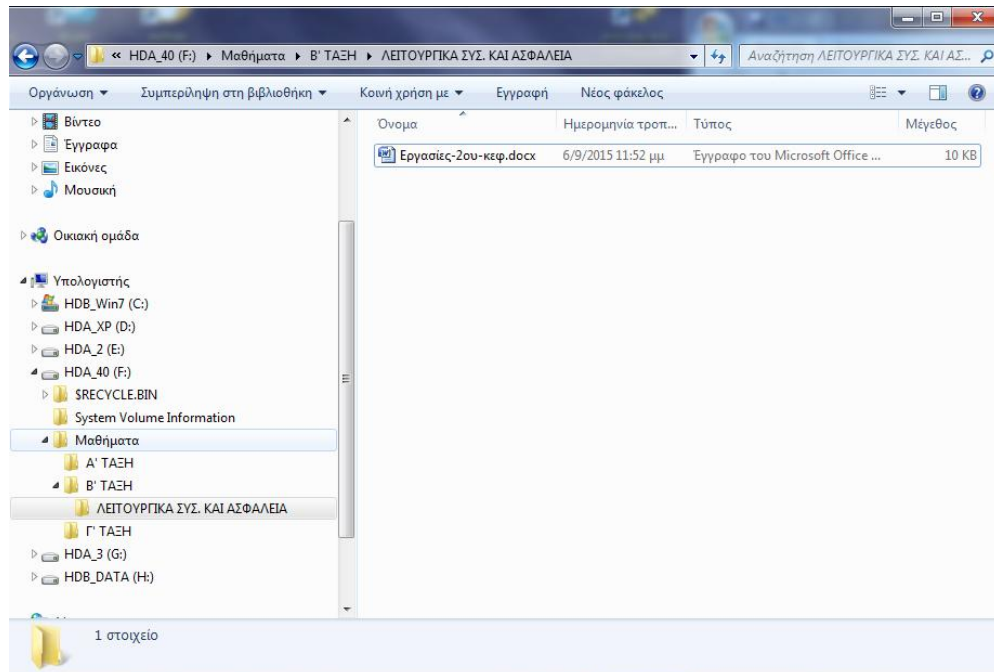 « HDA_40 (F:) Μαθήματα Β' ΤΑΞΗ ΛΕΙΤΟΥΡΓΙΚΑ ΣΥΣ. ΚΑΙ ΑΣΦΑΛΕΙΑ Αναζήτηση ΛΕΙΤΟΥΡΓΙΚΑ ΣΥΣ. ΚΑΙ ΑΣ...
Οργάνωση Συμπερίληψη στη βιβλιοθήκη Κοινή χρήση με Εγγραφή Νέος φάκελος
Βίντεο
Έγγραφα
Εικόνες
Μουσική
Οικιακή ομάδα
Υπολογιστής
HDB_Win7 (C:)
HDA_XP (D:)
HDA_2 (E:)
HDA_40 (F:)
$RECYCLE.BIN
System Volume Information
Μαθήματα
Α' ΤΑΞΗ
Β' ΤΑΞΗ
ΛΕΙΤΟΥΡΓΙΚΑ ΣΥΣ. ΚΑΙ ΑΣΦΑΛΕΙΑ
Γ' ΤΑΞΗ
HDA_3 (G:)
HDB_DATA (H:)
Όνομα Ημερομηνία τροπ... Τύπος Μέγεθος
Εργασίες-2ου-κεφ.docx 6/9/2015 11:52 μμ Έγγραφο του Microsoft Office ... 10 KB
1 στοιχείο